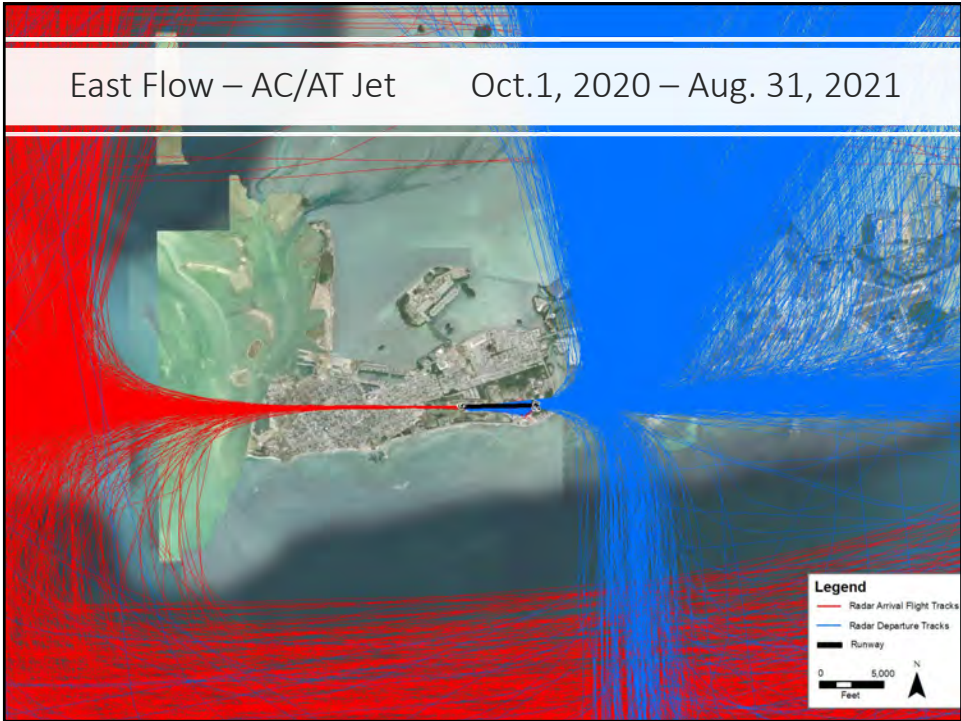 East Flow – AC/AT Jet Oct.1, 2020 – Aug. 31, 2021
Legend
Radar Arrival Flight Tracks
Radar Departure Tracks
Runway
0 5,000
Feet
N